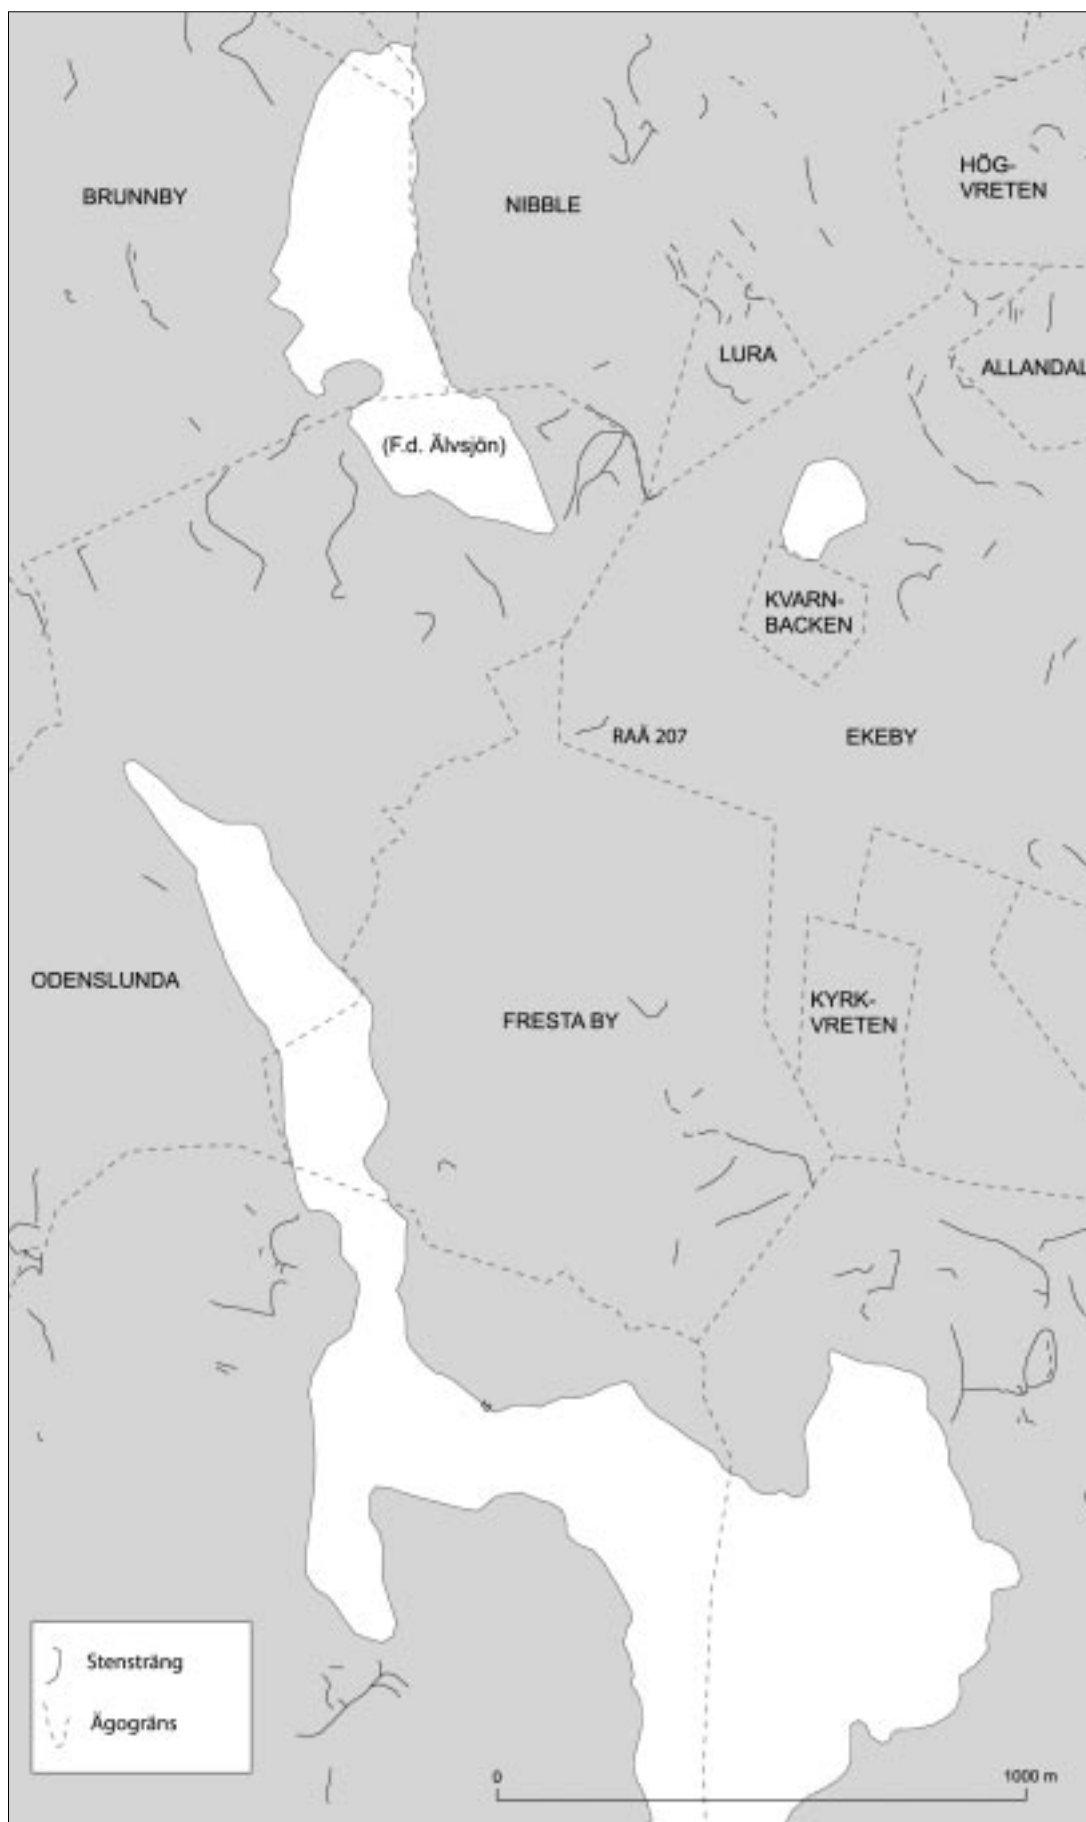 BRUNNBY
NIBBLE
HÖG-
VRETEN
LURA
ALLANDAL
(F.d. Älvsjön)
KVARN-
BACKEN
RAÄ 207
EKEBY
ODENSLUNDA
FRESTA BY
KYRK-
VRETEN
Stensträng
Ägogräns
0
1000 m